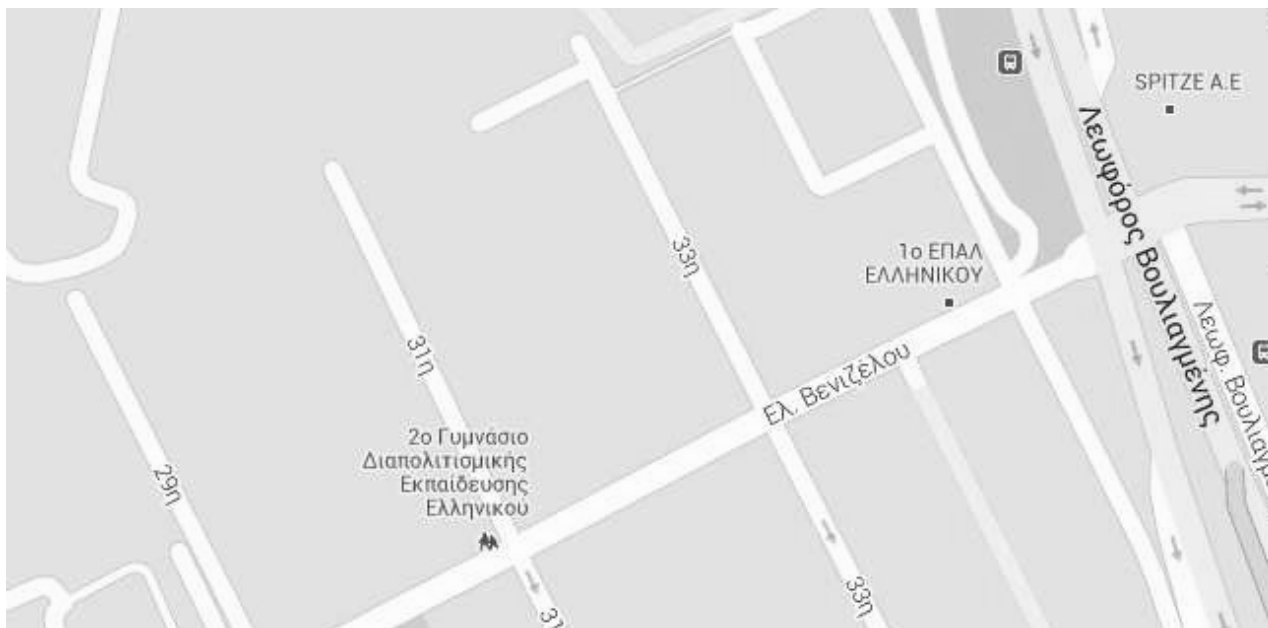 SPITZE A.E
Λεωφόρος Βουλιαγμένης
33η
1ο ΕΠΑΛ
ΕΛΛΗΝΙΚΟΥ
31η
Λεωφ. Βουλιαγμ
Ελ. Βενιζέλου
2ο Γυμνάσιο
Διαπολιτισμικής
Εκπαίδευσης
Ελληνικού
29η
33η
31